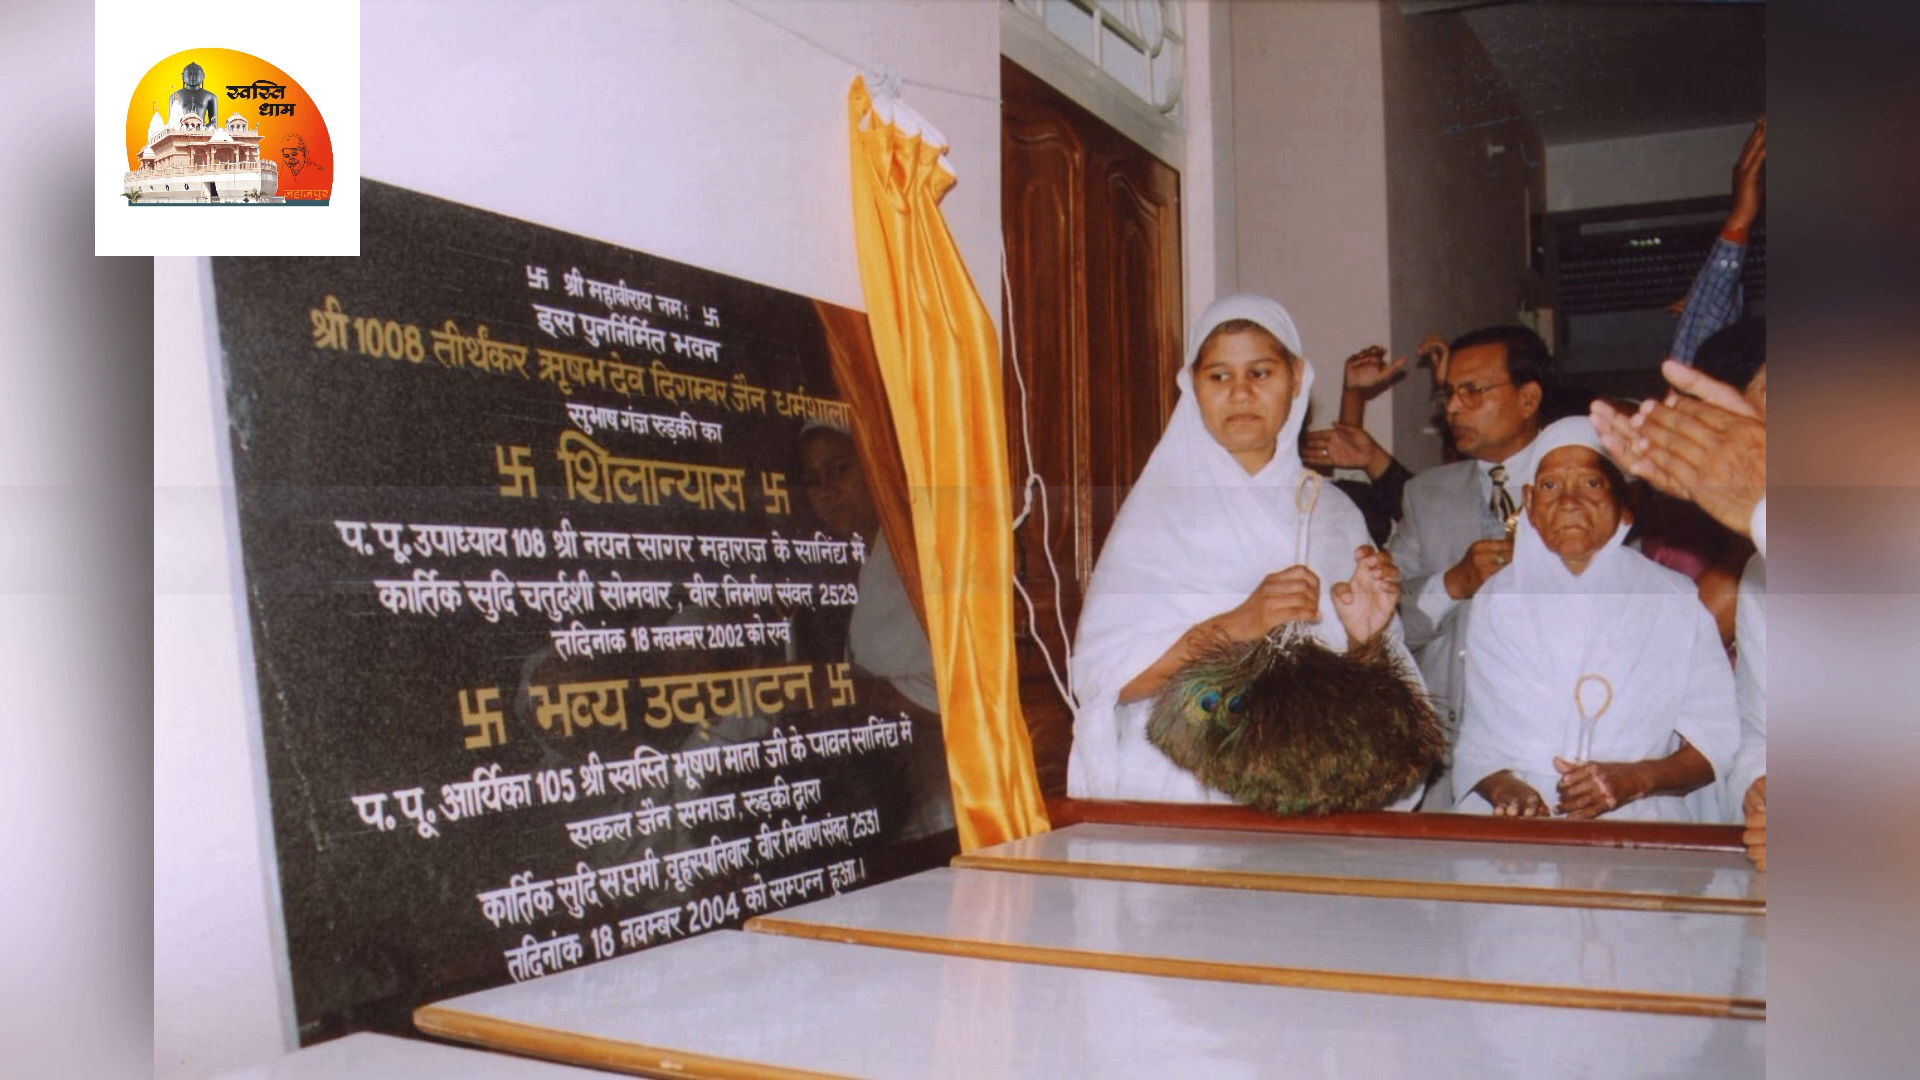 स्वस्ति
धाम
जहाजपुर
卐 श्री महावीराय नमः 卐
इस पुनर्निर्मित भवन
श्री 1008 तीर्थंकर ऋषभदेव दिगम्बर जैन धर्मशाला
सुभाष गंज रुड़की का
卐 शिलान्यास 卐
प. पू. उपाध्याय 108 श्री नयन सागर महाराज के सानिंद्य में
कार्तिक सुदि चतुर्दशी सोमवार, वीर निर्माण संवत् 2529
तदिनांक 18 नवम्बर 2002 को एवं
卐 भव्य उद्घाटन 卐
प. पू. आर्यिका 105 श्री स्वस्ति भूषण माता जी के पावन सानिंद्य में
सकल जैन समाज, रुड़की द्वारा
कार्तिक सुदि सप्तमी, वृहस्पतिवार, वीर निर्वाण संवत् 2531
तदिनांक 18 नवम्बर 2004 को सम्पन्न हुआ।